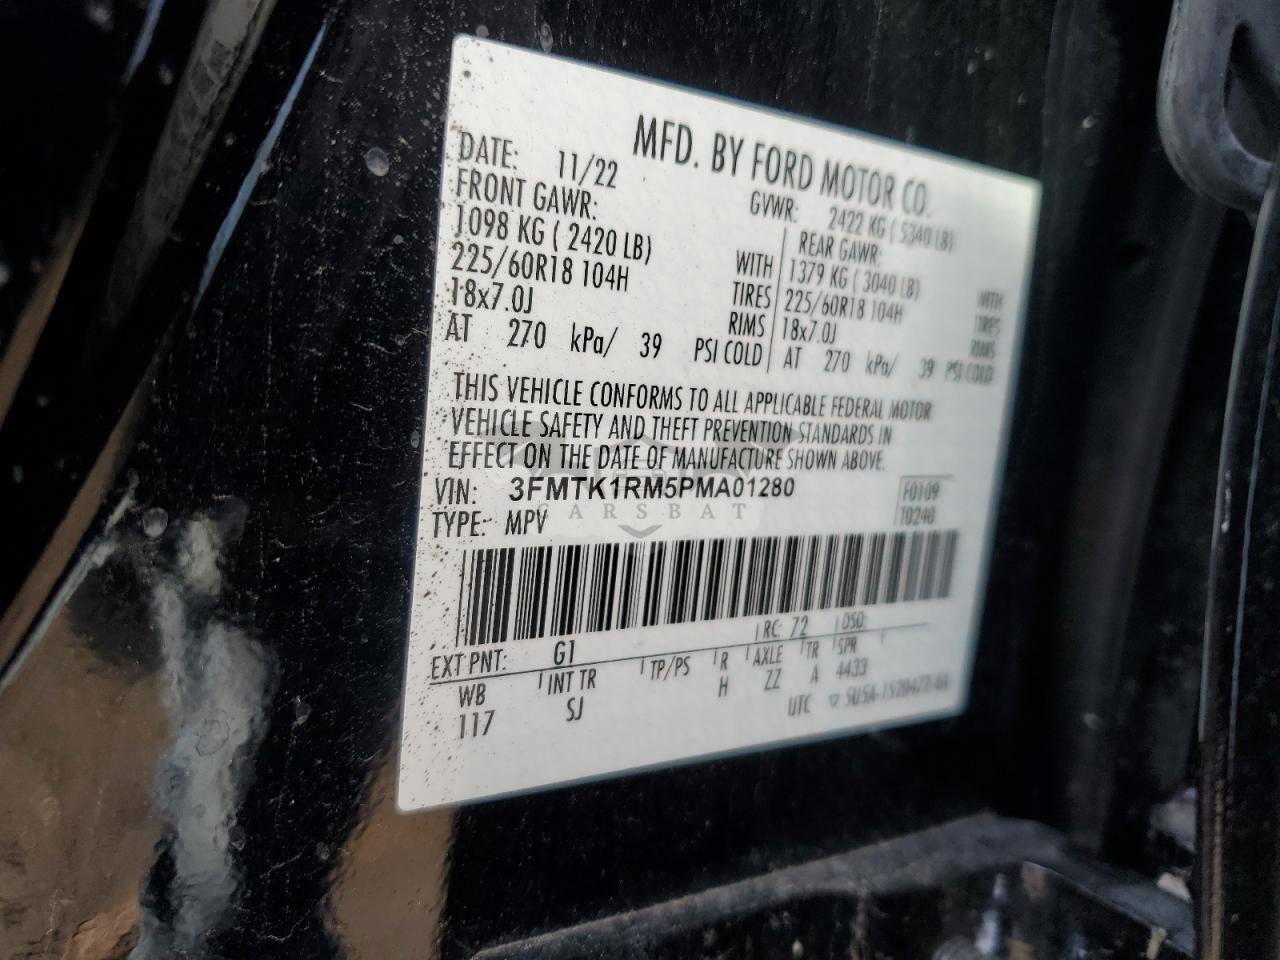 MFD. BY FORD MOTOR CO.
DATE: 11/22 GVWR: 2422 KG ( 5340 LB)
FRONT GAWR: REAR GAWR:
1098 KG ( 2420 LB) WITH 1379 KG ( 3040 LB) WITH
225/60R18 104H TIRES 225/60R18 104H TIRES
18x7.0J RIMS 18x7.0J RIMS
AT 270 kPa/ 39 PSI COLD AT 270 kPa/ 39 PSI COLD
THIS VEHICLE CONFORMS TO ALL APPLICABLE FEDERAL MOTOR
VEHICLE SAFETY AND THEFT PREVENTION STANDARDS IN
EFFECT ON THE DATE OF MANUFACTURE SHOWN ABOVE.
VIN: 3FMTK1RM5PMA01280 F0109
TYPE: MPV T0240
CARSBAT
EXT PNT: G1 RC: 72 DSO:
WB INT TR TP/PS R AXLE TR SPR
117 SJ H ZZ A 4433
UTC